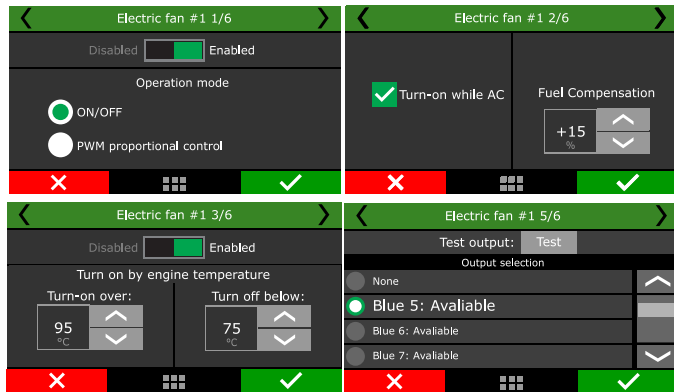 Electric fan #1 1/6
Disabled Enabled
Operation mode
ON/OFF
PWM proportional control
Electric fan #1 2/6
Turn-on while AC
Fuel Compensation
+15
%
Electric fan #1 3/6
Disabled Enabled
Turn on by engine temperature
Turn-on over: Turn off below:
95 75
°C °C
Electric fan #1 5/6
Test output: Test
Output selection
None
Blue 5: Avaliable
Blue 6: Avaliable
Blue 7: Avaliable